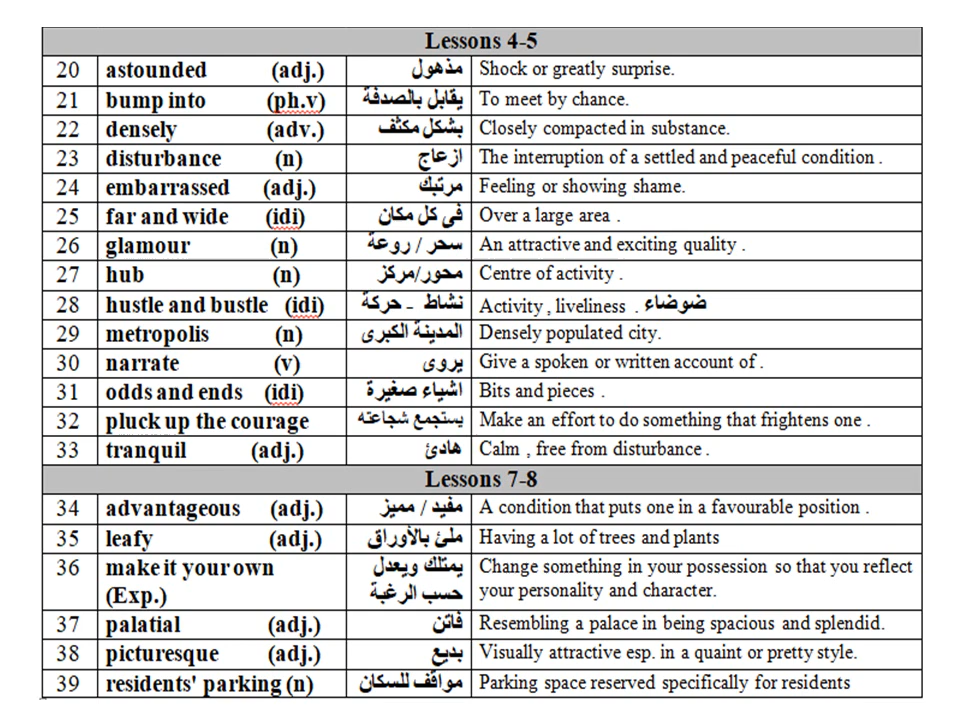 Lessons 4-5
20 astounded (adj.) مذهول Shock or greatly surprise.
21 bump into (ph.v) يقابل بالصدفة To meet by chance.
22 densely (adv.) بشكل مكثف Closely compacted in substance.
23 disturbance (n) ازعاج The interruption of a settled and peaceful condition .
24 embarrassed (adj.) مرتبك Feeling or showing shame.
25 far and wide (idi) فى كل مكان Over a large area .
26 glamour (n) سحر / روعة An attractive and exciting quality .
27 hub (n) محور/مركز Centre of activity .
28 hustle and bustle (idi) نشاط - حركة Activity , liveliness . ضوضاء
29 metropolis (n) المدينة الكبرى Densely populated city.
30 narrate (v) يروى Give a spoken or written account of .
31 odds and ends (idi) اشياء صغيرة Bits and pieces .
32 pluck up the courage يستجمع شجاعته Make an effort to do something that frightens one .
33 tranquil (adj.) هادئ Calm , free from disturbance .
Lessons 7-8
34 advantageous (adj.) مفيد / مميز A condition that puts one in a favourable position .
35 leafy (adj.) ملئ بالأوراق Having a lot of trees and plants
36 make it your own يمتلك ويعدل Change something in your possession so that you reflect
(Exp.) حسب الرغبة your personality and character.
37 palatial (adj.) فاتن Resembling a palace in being spacious and splendid.
38 picturesque (adj.) بديع Visually attractive esp. in a quaint or pretty style.
39 residents' parking (n) مواقف للسكان Parking space reserved specifically for residents